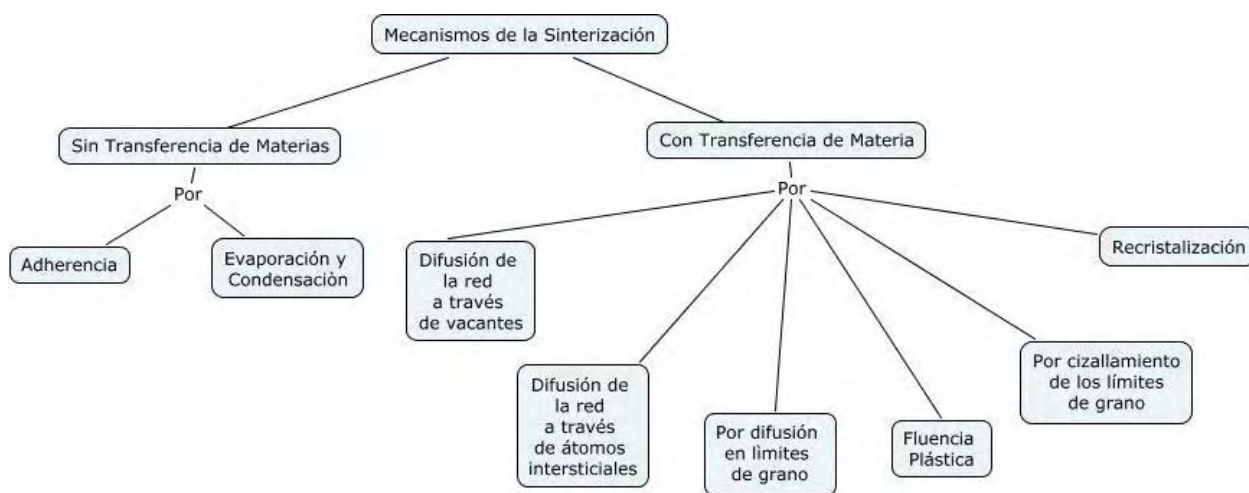 Mecanismos de la Sinterización
Sin Transferencia de Materias
Con Transferencia de Materia
Por
Por
Adherencia
Evaporación y
Condensaciòn
Difusión de
la red
a través
de vacantes
Recristalización
Difusión de
la red
a través
de átomos
intersticiales
Por difusión
en lìmites
de grano
Fluencia
Plástica
Por cizallamiento
de los límites
de grano